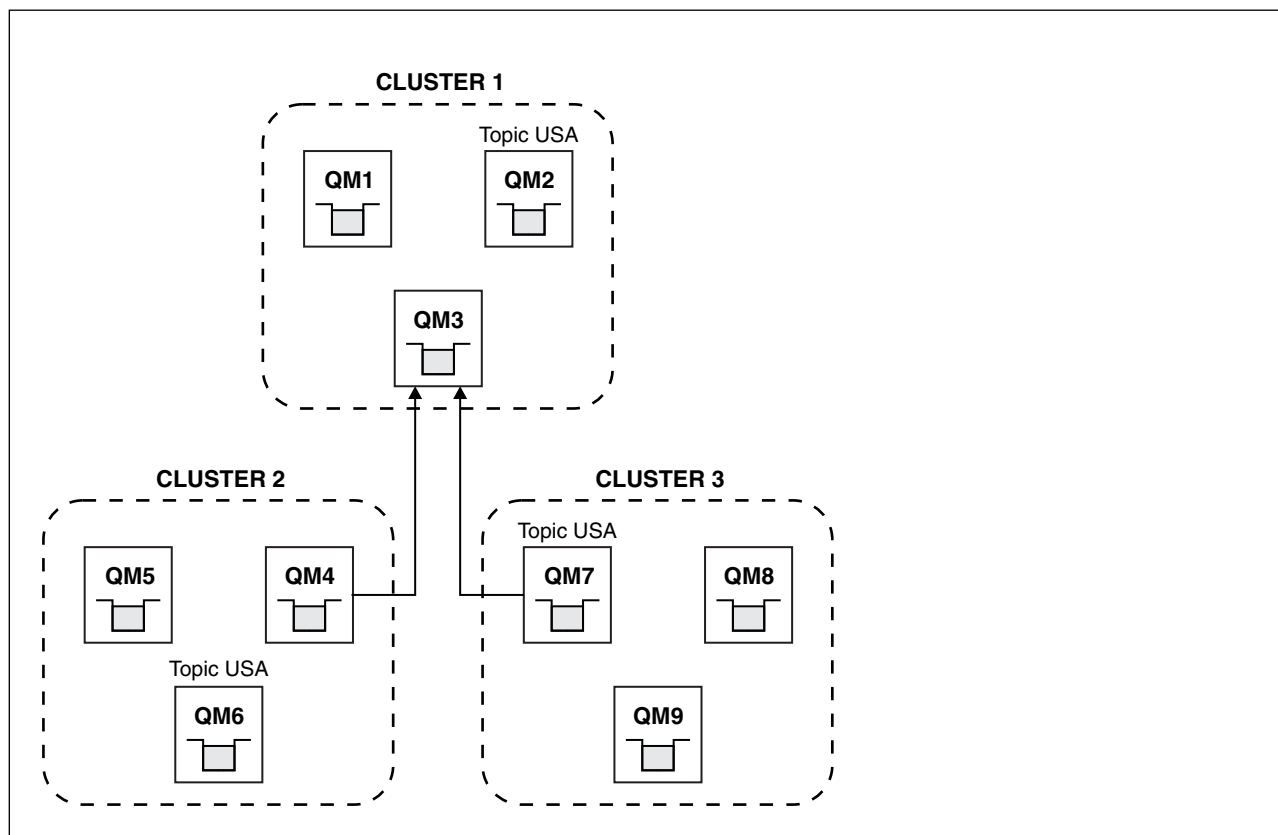 CLUSTER 1
Topic USA
QM1
QM2
QM3
CLUSTER 2
CLUSTER 3
Topic USA
QM5
QM4
QM7
QM8
Topic USA
QM6
QM9